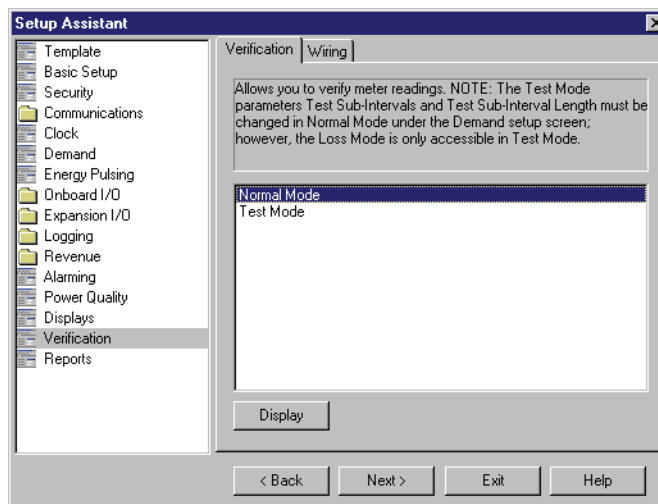 Setup Assistant
Template
Basic Setup
Security
Communications
Clock
Demand
Energy Pulsing
Onboard I/O
Expansion I/O
Logging
Revenue
Alarming
Power Quality
Displays
Verification
Reports
Verification
Wiring
Allows you to verify meter readings. NOTE: The Test Mode
parameters Test Sub-Intervals and Test Sub-Interval Length must be
changed in Normal Mode under the Demand setup screen;
however, the Loss Mode is only accessible in Test Mode.
Normal Mode
Test Mode
Display
< Back
Next >
Exit
Help